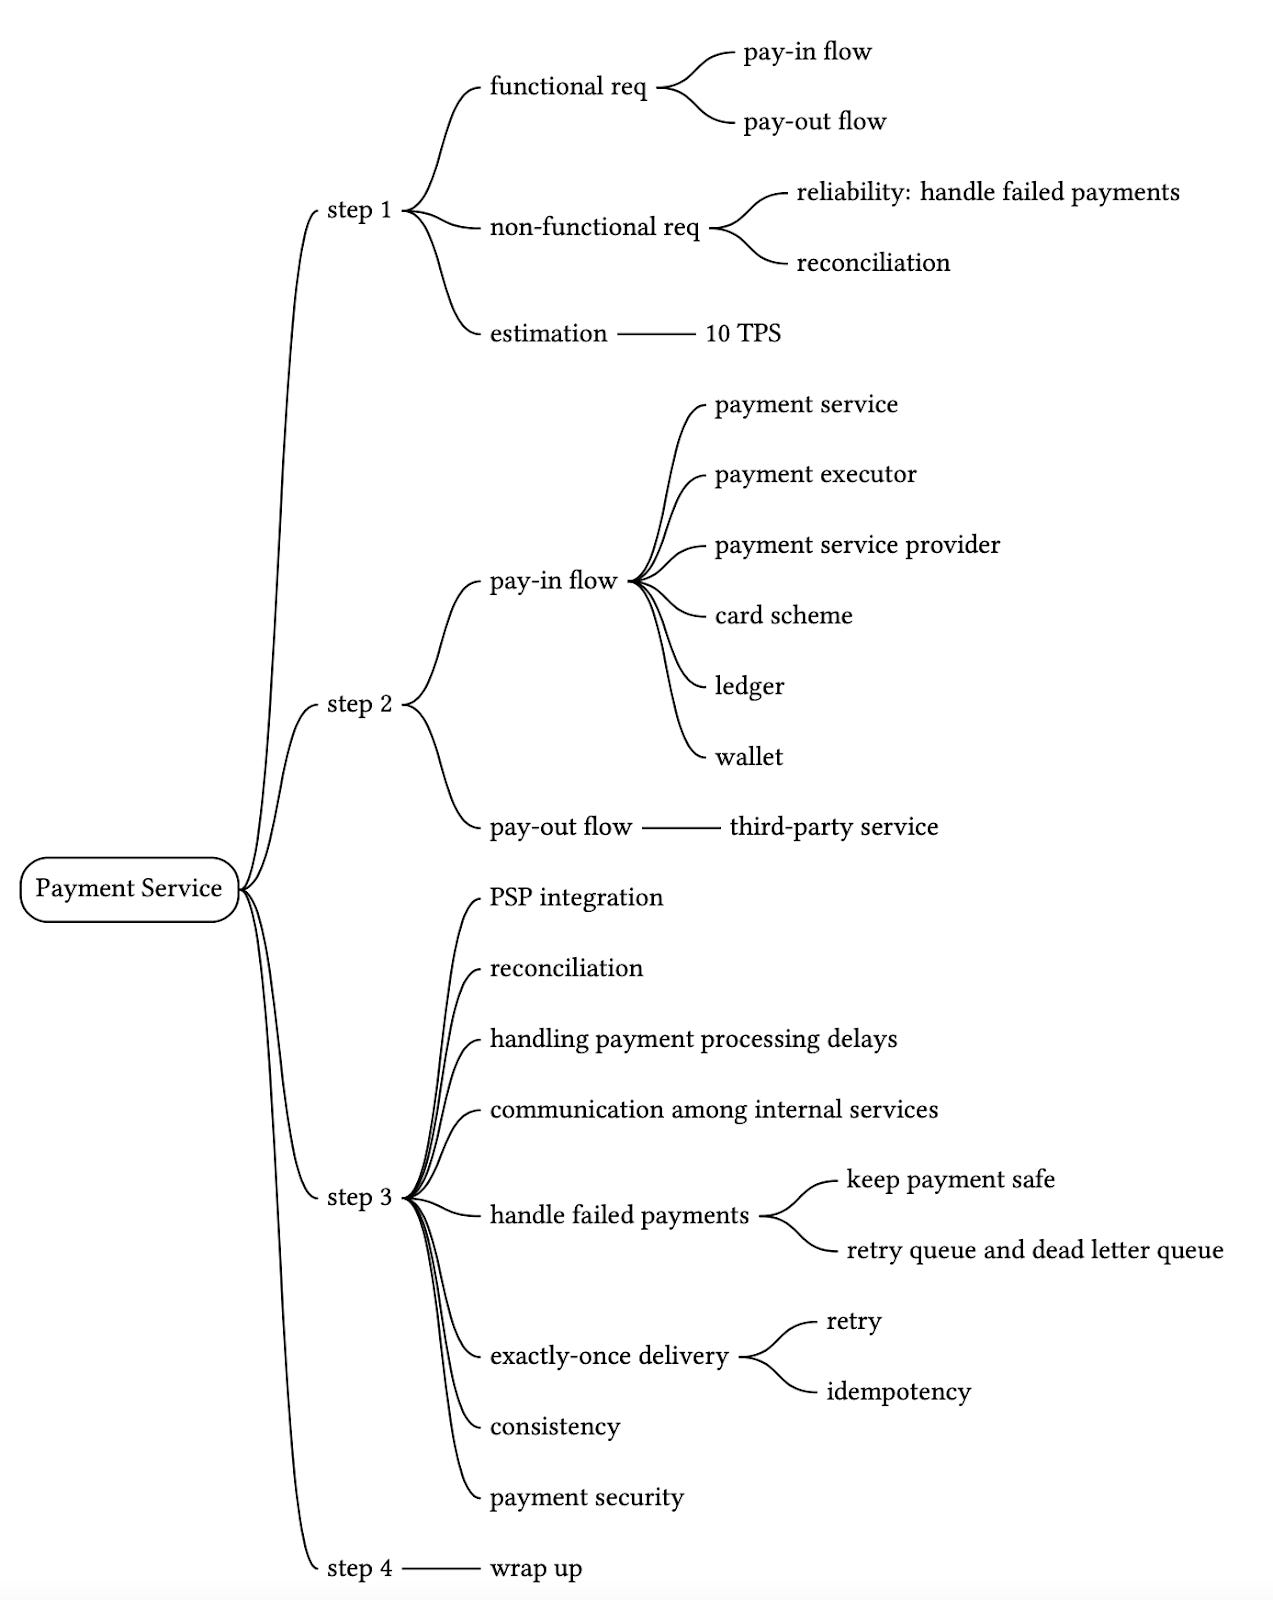 Payment Service
step 1
functional req
pay-in flow
pay-out flow
non-functional req
reliability: handle failed payments
reconciliation
estimation
10 TPS
step 2
pay-in flow
payment service
payment executor
payment service provider
card scheme
ledger
wallet
pay-out flow
third-party service
step 3
PSP integration
reconciliation
handling payment processing delays
communication among internal services
handle failed payments
keep payment safe
retry queue and dead letter queue
exactly-once delivery
retry
idempotency
consistency
payment security
step 4
wrap up